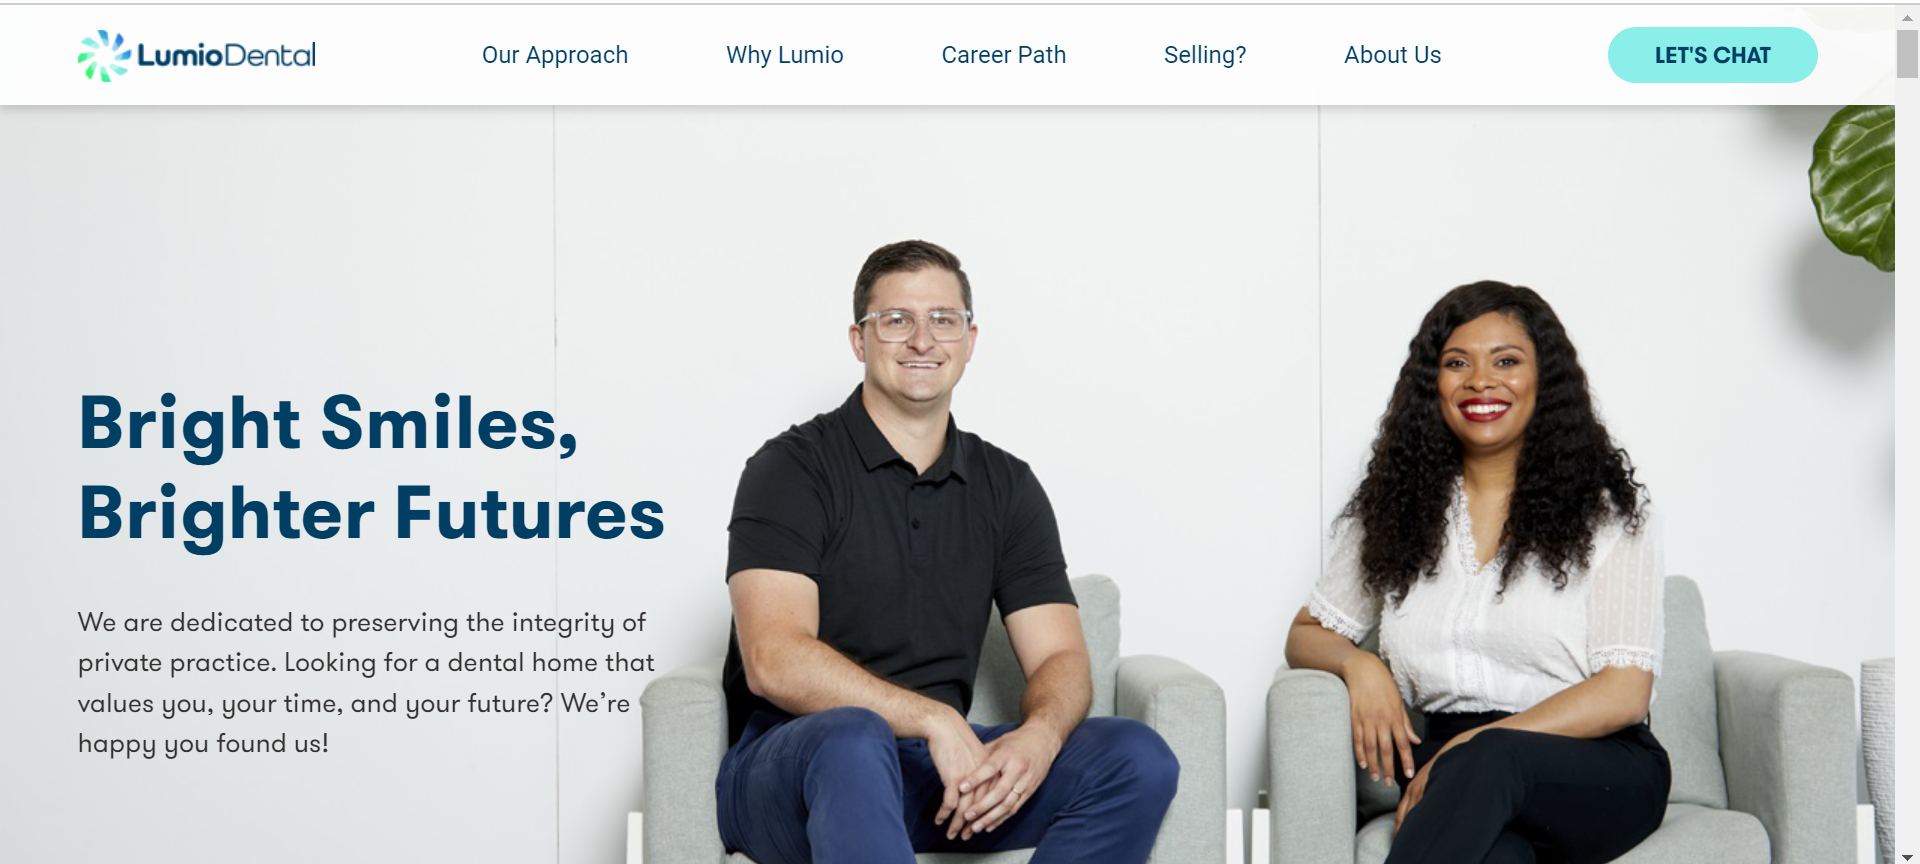 LumioDental
Our Approach
Why Lumio
Career Path
Selling?
About Us
LET'S CHAT
Bright Smiles,
Brighter Futures
We are dedicated to preserving the integrity of
private practice. Looking for a dental home that
values you, your time, and your future? We’re
happy you found us!